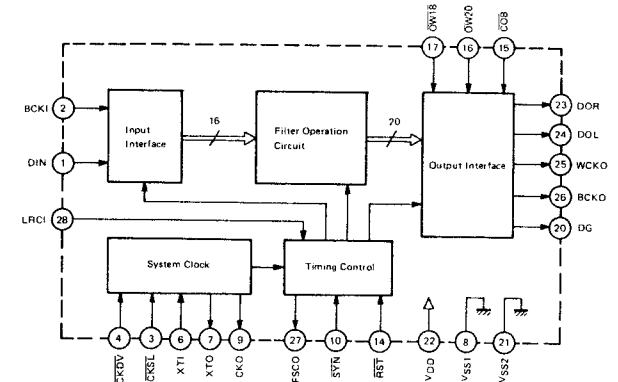 OW18
OW20
COB
17
16
15
BCKI
2
Input
Interface
16
Filter Operation
Circuit
20
Output Interface
23
DOR
24
DOL
25
WCKO
26
BCKO
20
DG
DIN
1
LRCI
28
System Clock
Timing Control
4
3
6
7
9
27
10
14
22
8
21
CKDV
CKSL
XTI
XTO
CKO
FSCO
SYN
RST
VDD
VSS1
VSS2